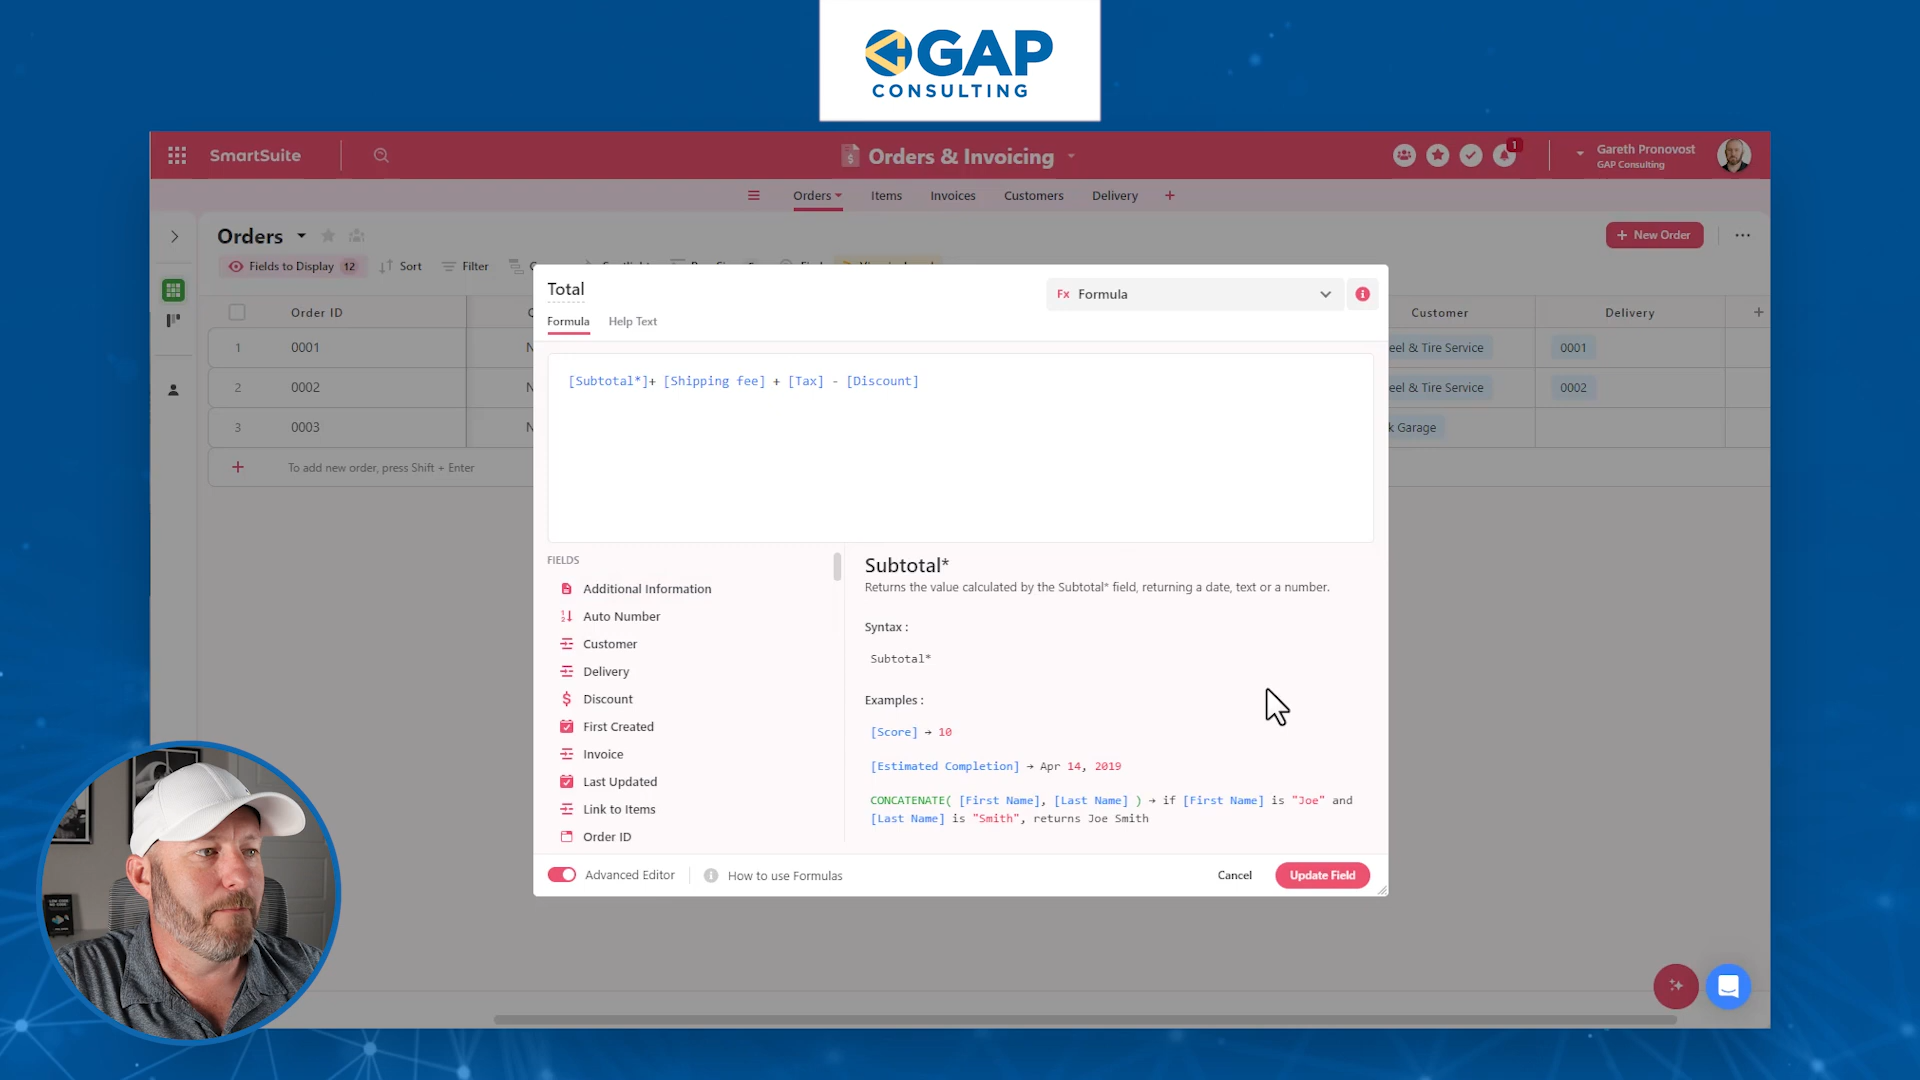 GAP
CONSULTING
SmartSuite
Orders & Invoicing
1
Gareth Pronovost
GAP Consulting
Orders
Items
Invoices
Customers
Delivery
Orders
New Order
Fields to Display 12
Sort
Filter
Order ID
Customer
Delivery
1 0001
eel & Tire Service
0001
2 0002
eel & Tire Service
0002
3 0003
k Garage
To add new order, press Shift + Enter
Total
Fx Formula
Formula
Help Text
[Subtotal*]+ [Shipping fee] + [Tax] - [Discount]
FIELDS
Additional Information
Auto Number
Customer
Delivery
Discount
First Created
Invoice
Last Updated
Link to Items
Order ID
Subtotal*
Returns the value calculated by the Subtotal* field, returning a date, text or a number.
Syntax :
Subtotal*
Examples :
[Score] → 10
[Estimated Completion] → Apr 14, 2019
CONCATENATE( [First Name], [Last Name] ) → if [First Name] is "Joe" and
[Last Name] is "Smith", returns Joe Smith
Advanced Editor
How to use Formulas
Cancel
Update Field